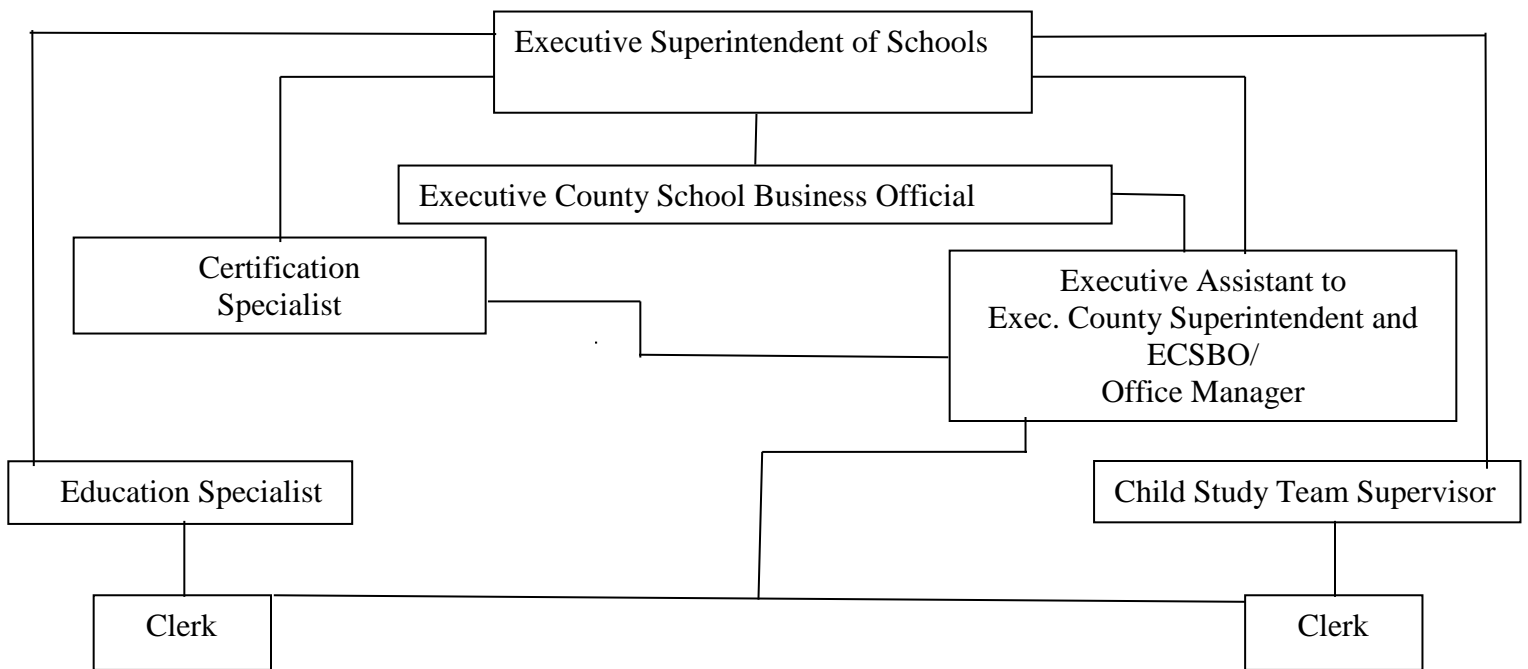 Executive Superintendent of Schools
Executive County School Business Official
Certification
Specialist
Executive Assistant to
Exec. County Superintendent and
ECSBO/
Office Manager
Education Specialist
Child Study Team Supervisor
Clerk
Clerk